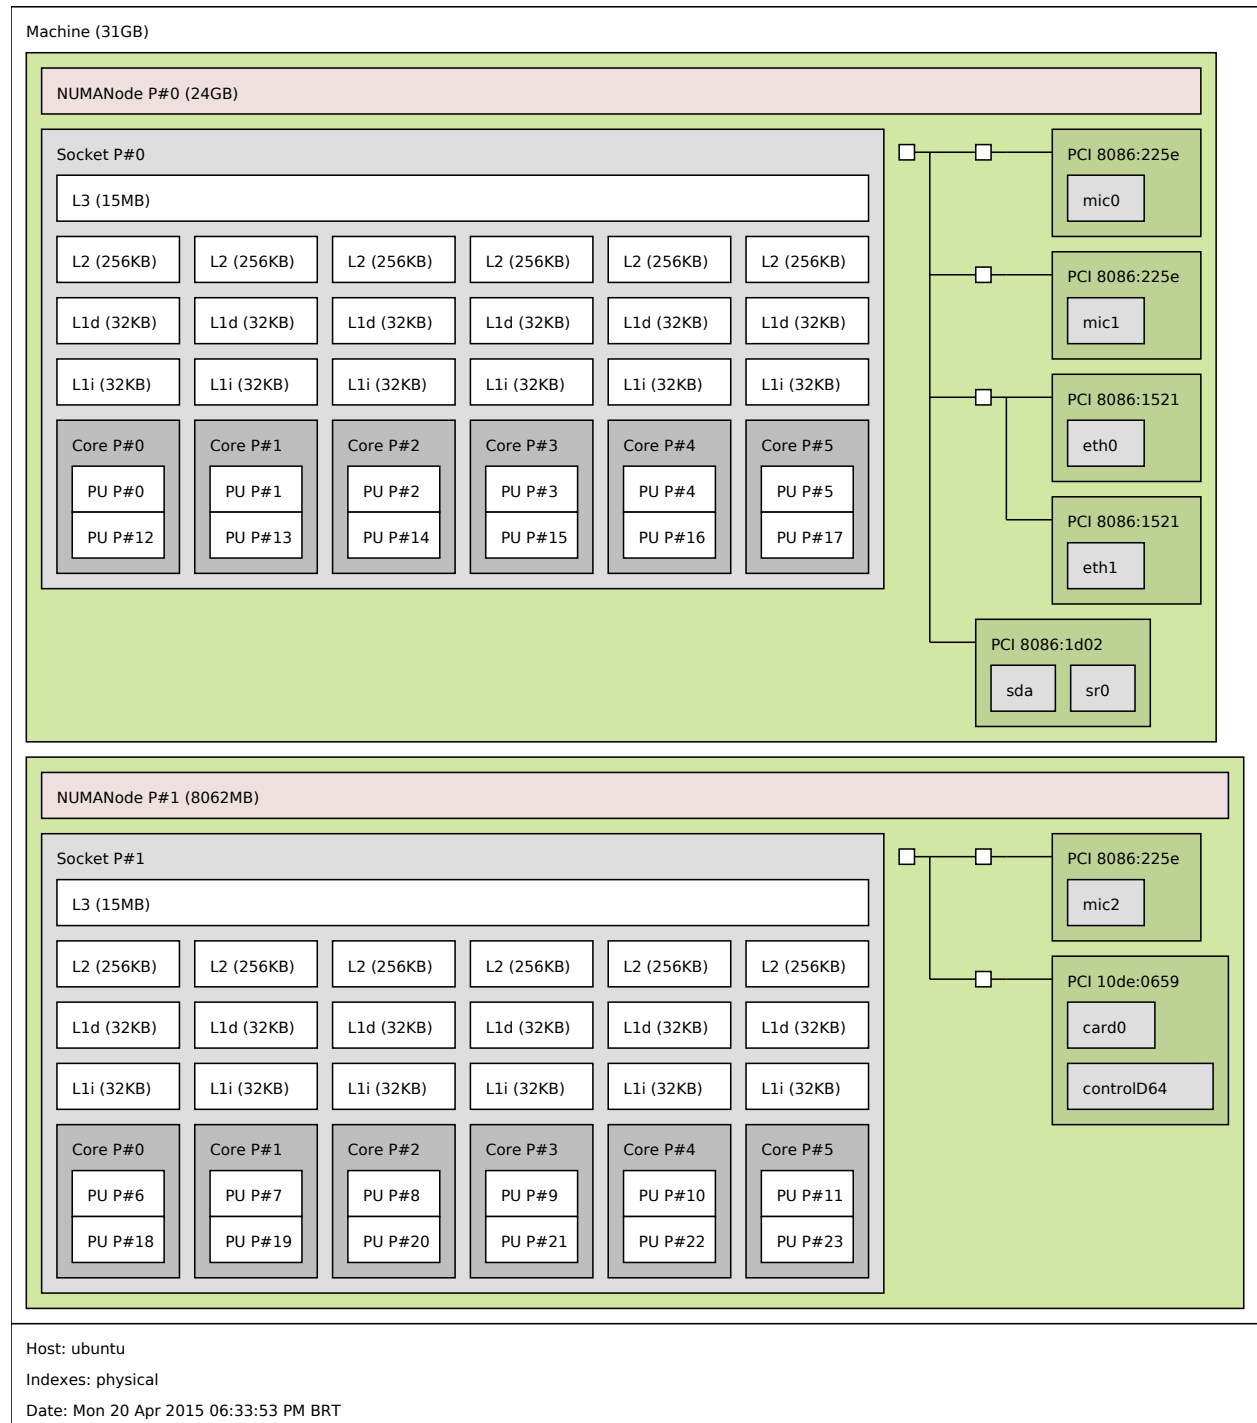 Machine (31GB)
NUMANode P#0 (24GB)
Socket P#0
L3 (15MB)
L2 (256KB) L2 (256KB) L2 (256KB) L2 (256KB) L2 (256KB) L2 (256KB)
L1d (32KB) L1d (32KB) L1d (32KB) L1d (32KB) L1d (32KB) L1d (32KB)
L1i (32KB) L1i (32KB) L1i (32KB) L1i (32KB) L1i (32KB) L1i (32KB)
Core P#0 Core P#1 Core P#2 Core P#3 Core P#4 Core P#5
PU P#0 PU P#1 PU P#2 PU P#3 PU P#4 PU P#5
PU P#12 PU P#13 PU P#14 PU P#15 PU P#16 PU P#17
PCI 8086:225e
mic0
PCI 8086:225e
mic1
PCI 8086:1521
eth0
PCI 8086:1521
eth1
PCI 8086:1d02
sda sr0
NUMANode P#1 (8062MB)
Socket P#1
L3 (15MB)
L2 (256KB) L2 (256KB) L2 (256KB) L2 (256KB) L2 (256KB) L2 (256KB)
L1d (32KB) L1d (32KB) L1d (32KB) L1d (32KB) L1d (32KB) L1d (32KB)
L1i (32KB) L1i (32KB) L1i (32KB) L1i (32KB) L1i (32KB) L1i (32KB)
Core P#0 Core P#1 Core P#2 Core P#3 Core P#4 Core P#5
PU P#6 PU P#7 PU P#8 PU P#9 PU P#10 PU P#11
PU P#18 PU P#19 PU P#20 PU P#21 PU P#22 PU P#23
PCI 8086:225e
mic2
PCI 10de:0659
card0
controlD64
Host: ubuntu
Indexes: physical
Date: Mon 20 Apr 2015 06:33:53 PM BRT